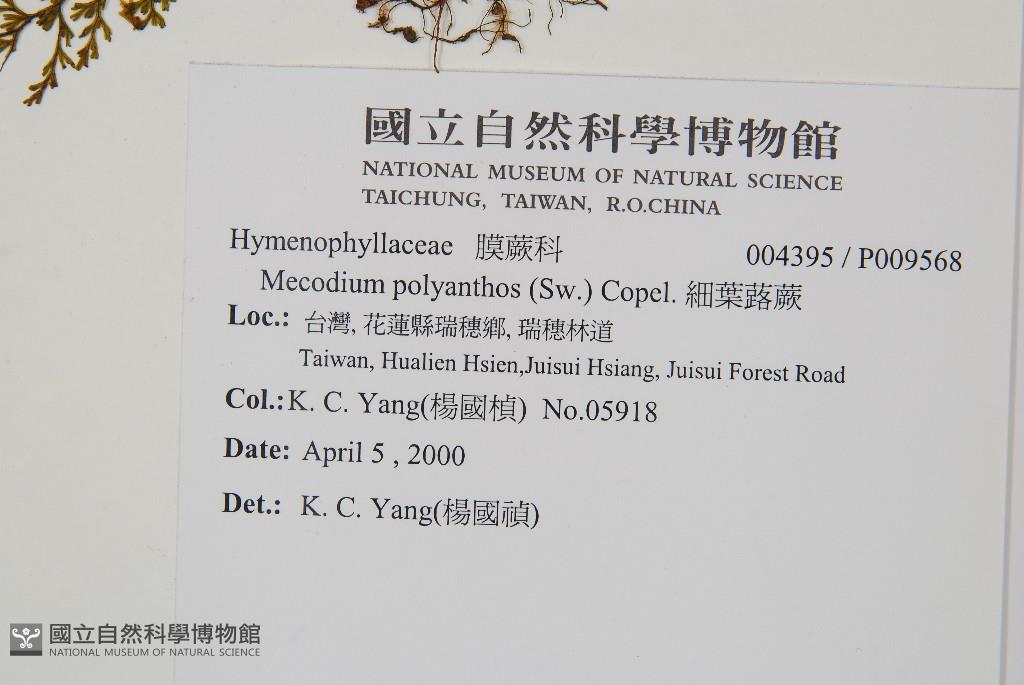 國立自然科學博物館
NATIONAL MUSEUM OF NATURAL SCIENCE
TAICHUNG, TAIWAN, R.O.CHINA
Hymenophyllaceae 膜蕨科 004395 / P009568
Mecodium polyanthos (Sw.) Copel. 細葉蕗蕨
Loc.: 台灣, 花蓮縣瑞穗鄉, 瑞穗林道
Taiwan, Hualien Hsien,Juisui Hsiang, Juisui Forest Road
Col.:K. C. Yang(楊國楨) No.05918
Date: April 5 , 2000
Det.: K. C. Yang(楊國禎)
國立自然科學博物館
NATIONAL MUSEUM OF NATURAL SCIENCE